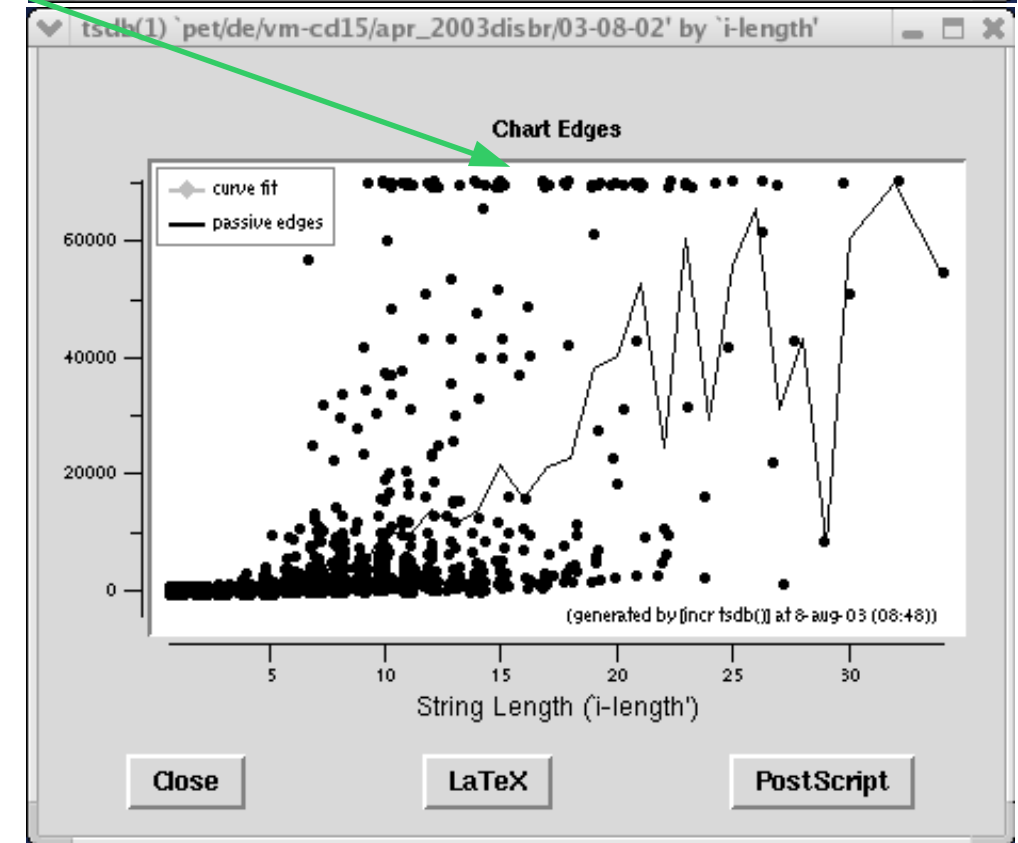 tsdb(1) `pet/de/vm-cd15/apr_2003disbr/03-08-02' by `i-length'
Chart Edges
curve fit
passive edges
60000
40000
20000
0
(generated by [incr tsdb()] at 8-aug-03 (08:48))
5 10 15 20 25 30
String Length (`i-length')
Close LaTeX PostScript